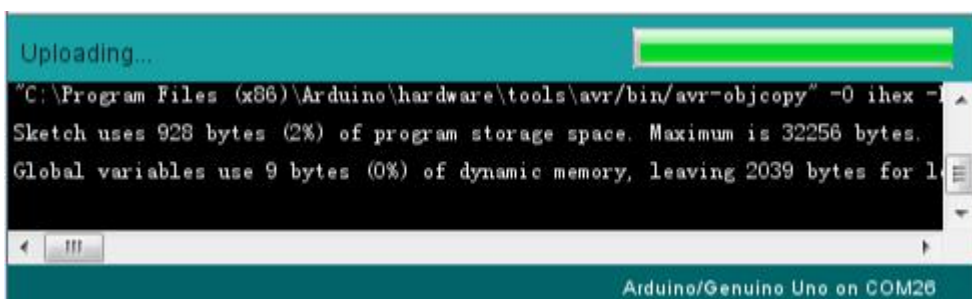 Uploading...
"C:\Program Files (x86)\Arduino\hardware\tools\avr/bin/avr-objcopy" -O ihex
Sketch uses 928 bytes (2%) of program storage space. Maximum is 32256 bytes.
Global variables use 9 bytes (0%) of dynamic memory, leaving 2039 bytes for
Arduino/Genuino Uno on COM26